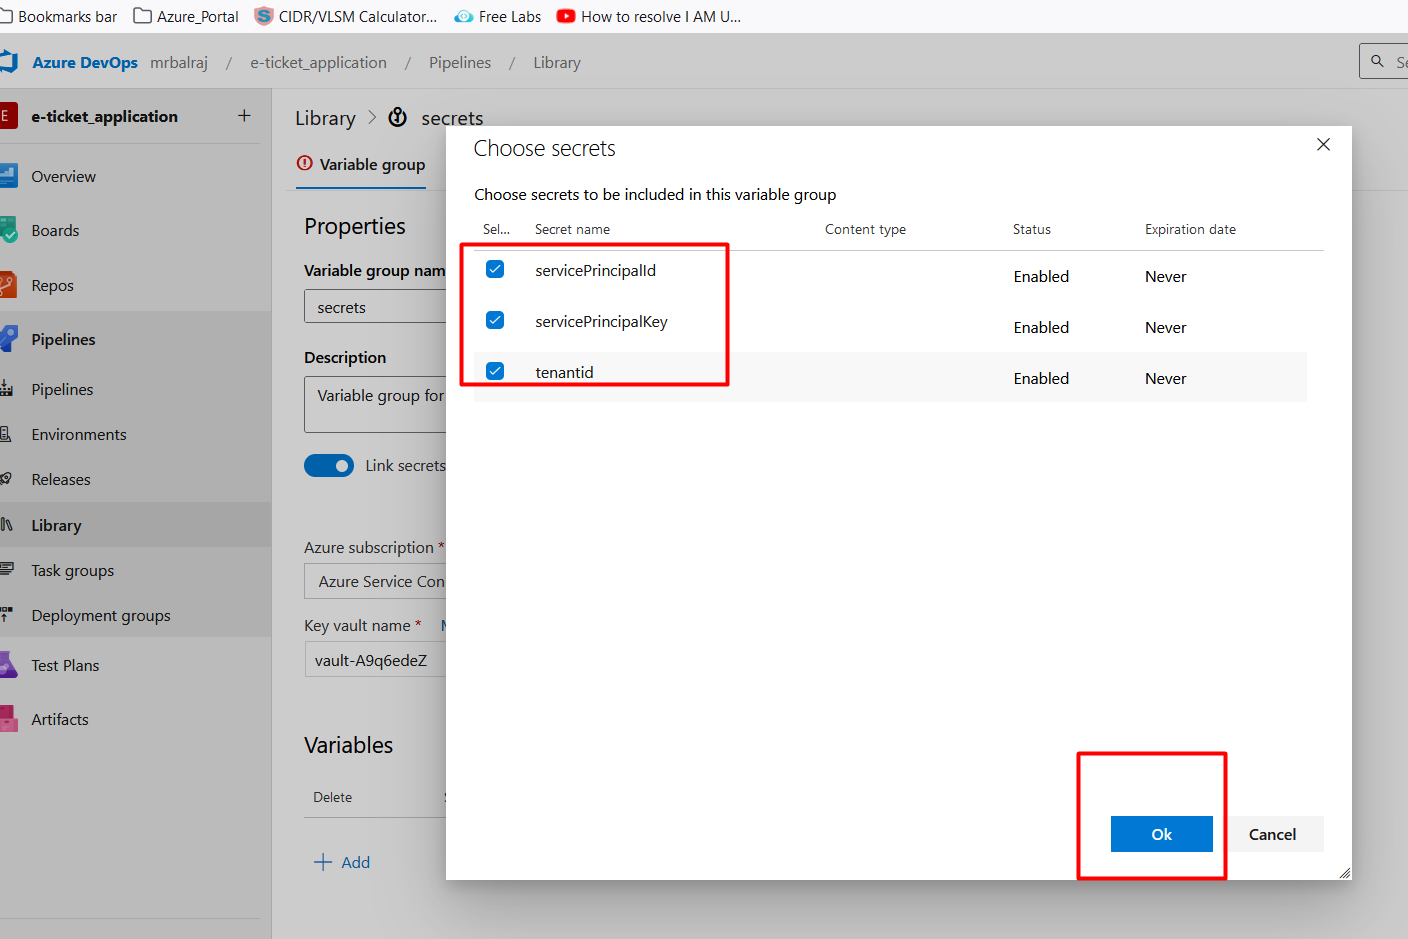 Bookmarks bar Azure_Portal CIDR/VLSM Calculator... Free Labs How to resolve I AM U...
Azure DevOps mrbalraj / e-ticket_application / Pipelines / Library
E e-ticket_application +
Overview
Boards
Repos
Pipelines
Pipelines
Environments
Releases
Library
Task groups
Deployment groups
Test Plans
Artifacts
Library > secrets
Variable group
Properties
Variable group nam
secrets
Description
Variable group for
Link secrets
Azure subscription *
Azure Service Con
Key vault name *
vault-A9q6edeZ
Variables
Delete
Add
Choose secrets
Choose secrets to be included in this variable group
Sel... Secret name Content type Status Expiration date
servicePrincipalId Enabled Never
servicePrincipalKey Enabled Never
tenantid Enabled Never
Ok Cancel